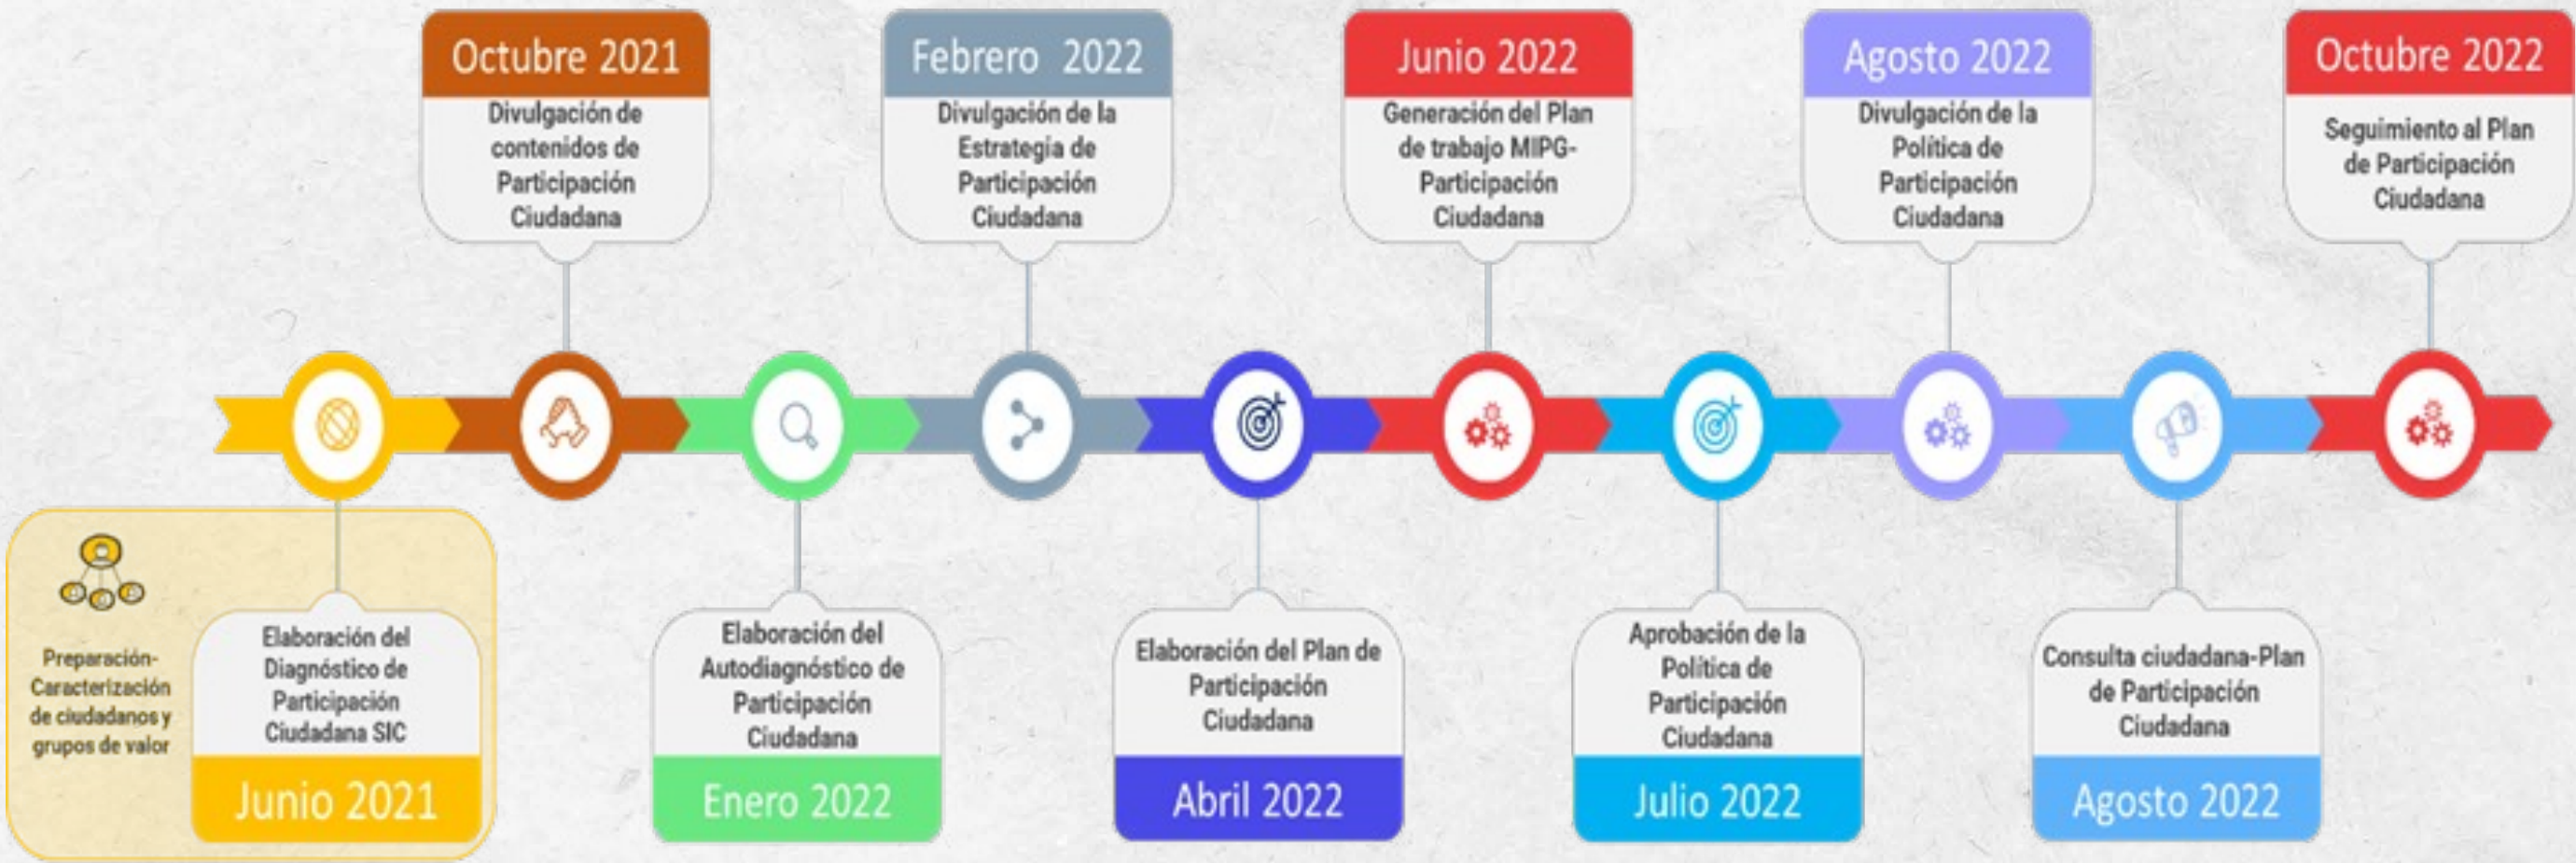 Octubre 2021
Divulgación de
contenidos de
Participación
Ciudadana
Febrero 2022
Divulgación de la
Estrategia de
Participación
Ciudadana
Junio 2022
Generación del Plan
de trabajo MIPG-
Participación
Ciudadana
Agosto 2022
Divulgación de la
Política de
Participación
Ciudadana
Octubre 2022
Seguimiento al Plan
de Participación
Ciudadana
Preparación-
Caracterización
de ciudadanos y
grupos de valor
Elaboración del
Diagnóstico de
Participación
Ciudadana SIC
Junio 2021
Elaboración del
Autodiagnóstico de
Participación
Ciudadana
Enero 2022
Elaboración del Plan de
Participación
Ciudadana
Abril 2022
Aprobación de la
Política de
Participación
Ciudadana
Julio 2022
Consulta ciudadana-Plan
de Participación
Ciudadana
Agosto 2022